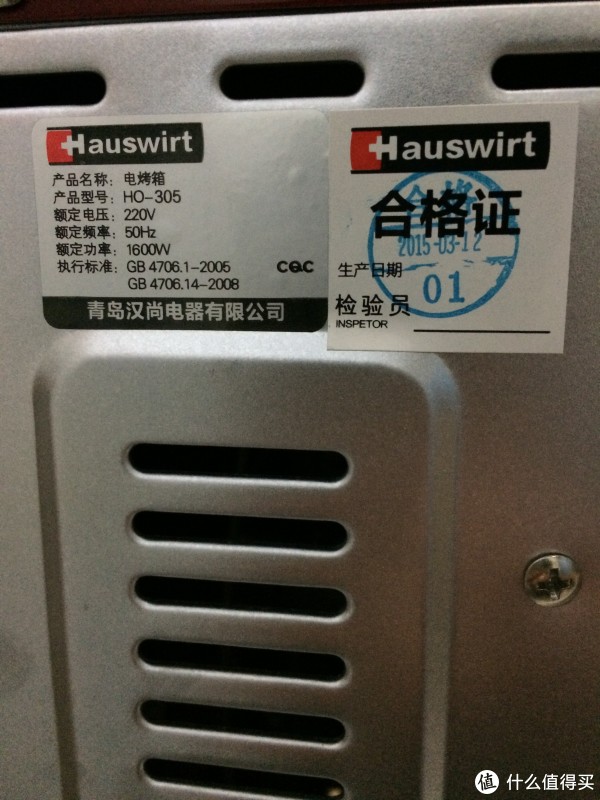 Hauswirt
产品名称: 电烤箱
产品型号: HO-305
额定电压: 220V
额定频率: 50Hz
额定功率: 1600W
执行标准: GB 4706.1-2005
GB 4706.14-2008
cqc
青岛汉尚电器有限公司
Hauswirt
合格
合格证
2015-03-12
生产日期
01
检验员
INSPETOR
值 什么值得买